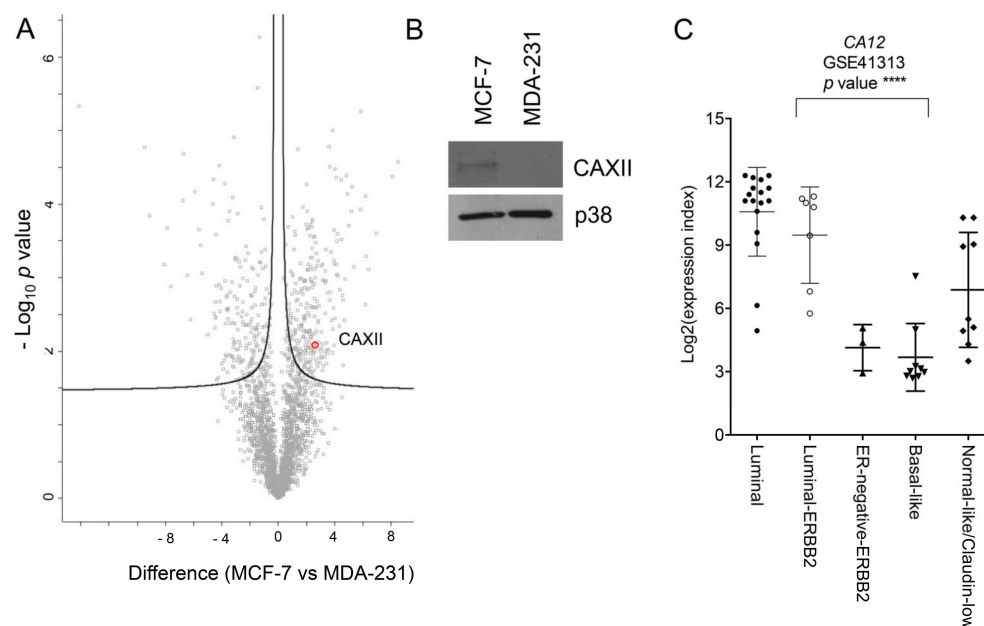 A
- Log10 p value
6
4
2
0
CAXII
- 8
- 4
0
4
8
Difference (MCF-7 vs MDA-231)
B
MCF-7
MDA-231
CAXII
p38
C
CA12
GSE41313
p value ****
Log2(expression index)
15
12
9
6
3
0
Luminal
Luminal-ERBB2
ER-negative-ERBB2
Basal-like
Normal-like/Claudin-low